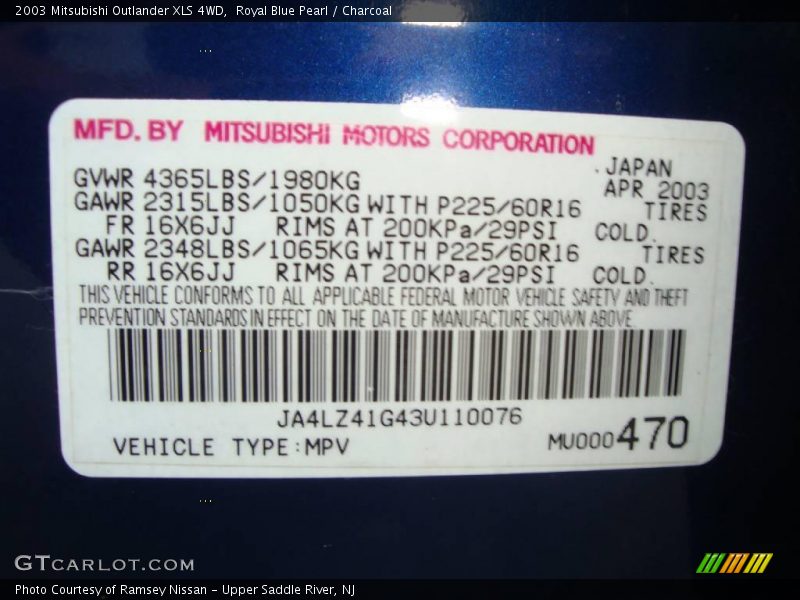 2003 Mitsubishi Outlander XLS 4WD,  Royal Blue Pearl / Charcoal
MFD. BY MITSUBISHI MOTORS CORPORATION
.JAPAN
GVWR 4365LBS/1980KG
APR 2003
GAWR 2315LBS/1050KG WITH P225/60R16 TIRES
FR 16X6JJ RIMS AT 200KPa/29PSI COLD.
GAWR 2348LBS/1065KG WITH P225/60R16 TIRES
RR 16X6JJ RIMS AT 200KPa/29PSI COLD.
THIS VEHICLE CONFORMS TO ALL APPLICABLE FEDERAL MOTOR VEHICLE SAFETY AND THEFT
PREVENTION STANDARDS IN EFFECT ON THE DATE OF MANUFACTURE SHOWN ABOVE.
JA4LZ41G43U110076
VEHICLE TYPE:MPV MU000470
GTCARLOT.COM
Photo Courtesy of Ramsey Nissan - Upper Saddle River, NJ